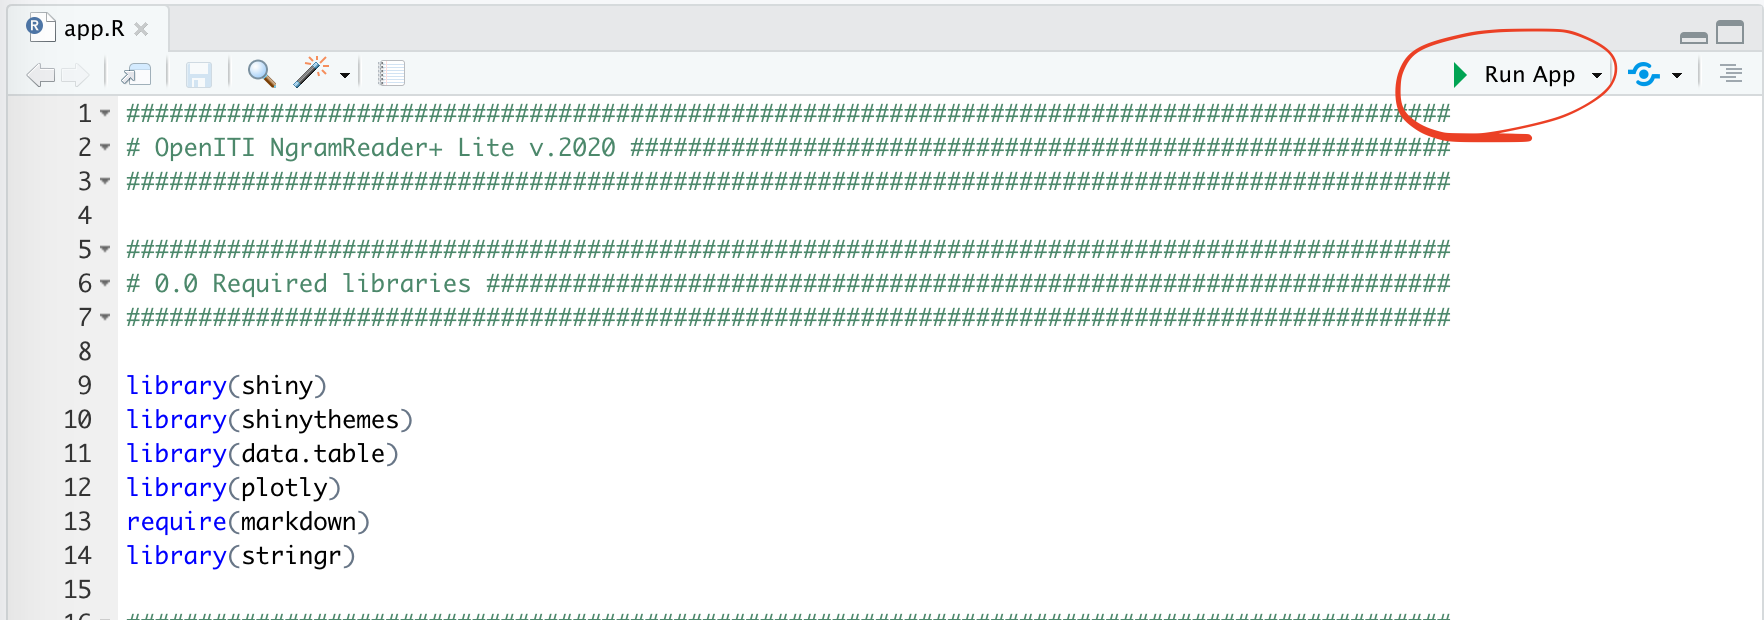 app.R
Run App
1 ############################################################################################
2 # OpenITI NgramReader+ Lite v.2020 #########################################################
3 ############################################################################################
4
5 ############################################################################################
6 # 0.0 Required libraries ###################################################################
7 ############################################################################################
8
9 library(shiny)
10 library(shinythemes)
11 library(data.table)
12 library(plotly)
13 require(markdown)
14 library(stringr)
15
16 ############################################################################################